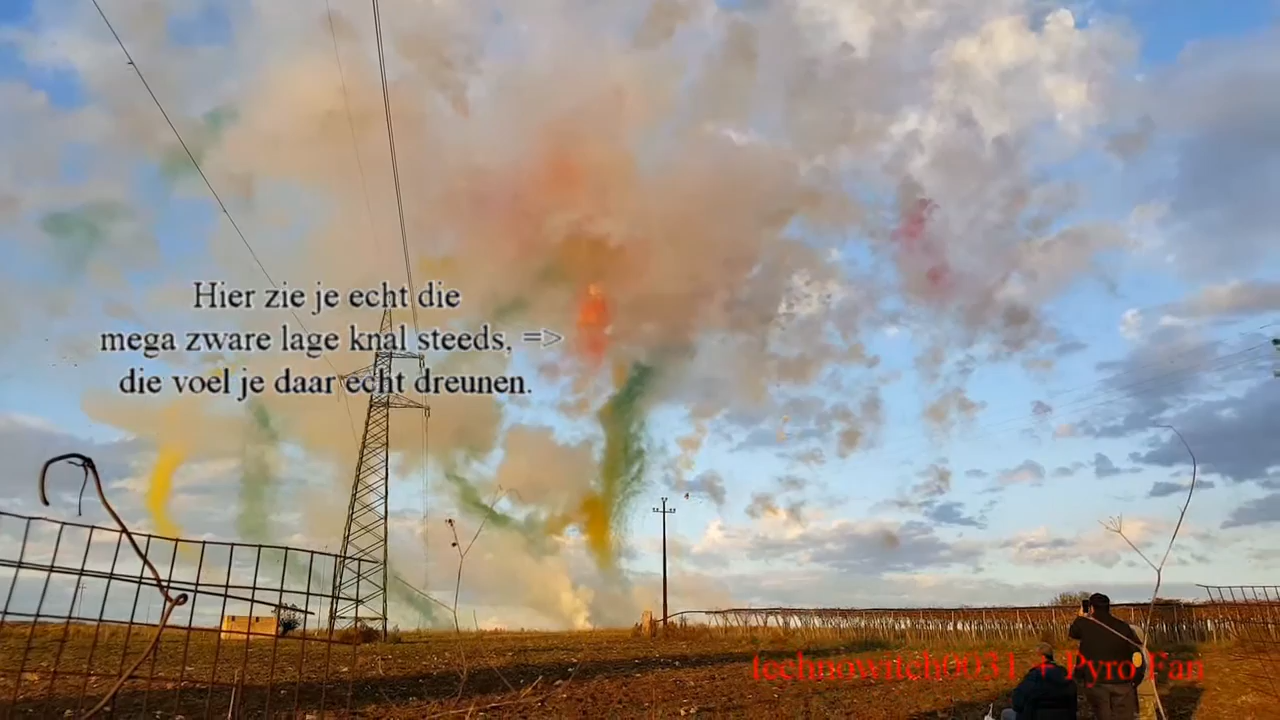 Hier zie je echt die
mega zware lage knal steeds, =>
die voel je daar echt dreunen.
technowitch0031 + Pyro Fan